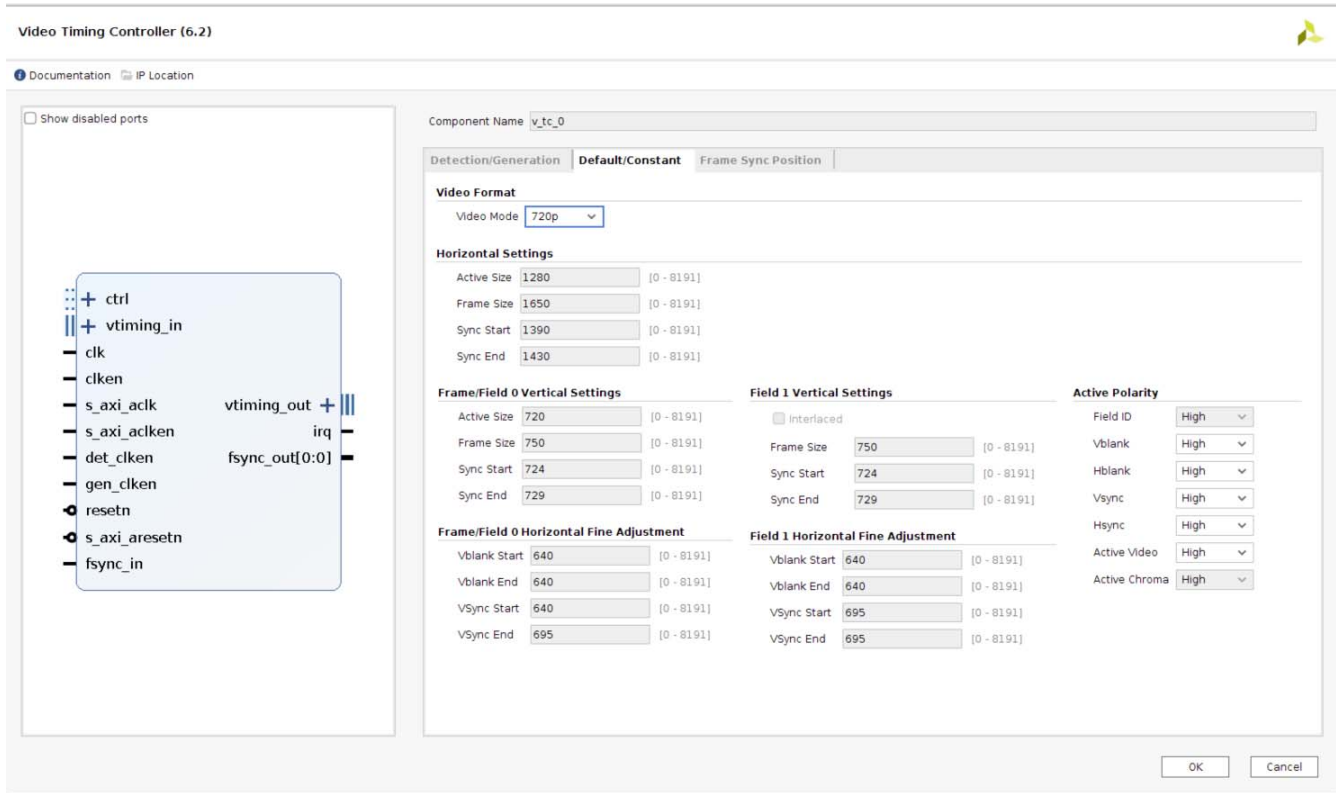 Video Timing Controller (6.2)
Documentation IP Location
Show disabled ports
ctrl
vtiming_in
clk
clken
s_axi_aclk vtiming_out
s_axi_aclken irq
det_clken fsync_out[0:0]
gen_clken
resetn
s_axi_aresetn
fsync_in
Component Name v_tc_0
Detection/Generation Default/Constant Frame Sync Position
Video Format
Video Mode 720p
Horizontal Settings
Active Size 1280 [0 - 8191]
Frame Size 1650 [0 - 8191]
Sync Start 1390 [0 - 8191]
Sync End 1430 [0 - 8191]
Frame/Field 0 Vertical Settings
Active Size 720 [0 - 8191]
Frame Size 750 [0 - 8191]
Sync Start 724 [0 - 8191]
Sync End 729 [0 - 8191]
Frame/Field 0 Horizontal Fine Adjustment
Vblank Start 640 [0 - 8191]
Vblank End 640 [0 - 8191]
VSync Start 640 [0 - 8191]
VSync End 695 [0 - 8191]
Field 1 Vertical Settings
Interlaced
Frame Size 750 [0 - 8191]
Sync Start 724 [0 - 8191]
Sync End 729 [0 - 8191]
Field 1 Horizontal Fine Adjustment
Vblank Start 640 [0 - 8191]
Vblank End 640 [0 - 8191]
VSync Start 695 [0 - 8191]
VSync End 695 [0 - 8191]
Active Polarity
Field ID High
Vblank High
Hblank High
Vsync High
Hsync High
Active Video High
Active Chroma High
OK Cancel